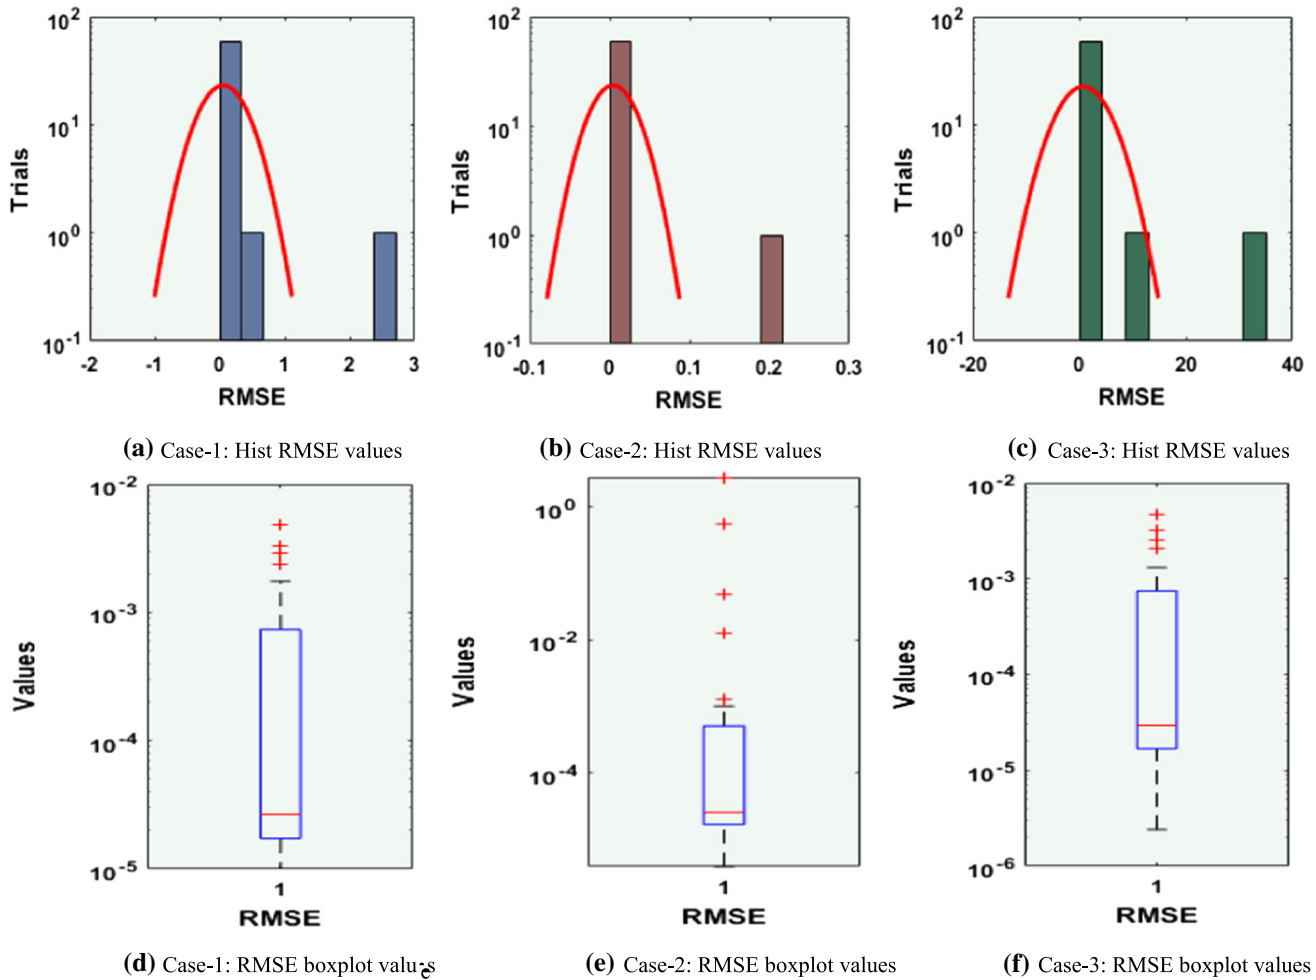 10^2
10^1
10^0
10^-1
Trials
-2 -1 0 1 2 3
RMSE
(a) Case-1: Hist RMSE values
10^2
10^1
10^0
10^-1
Trials
-0.1 0 0.1 0.2 0.3
RMSE
(b) Case-2: Hist RMSE values
10^2
10^1
10^0
10^-1
Trials
-20 0 20 40
RMSE
(c) Case-3: Hist RMSE values
10^-2
10^-3
10^-4
10^-5
Values
1
RMSE
(d) Case-1: RMSE boxplot values
10^0
10^-2
10^-4
Values
1
RMSE
(e) Case-2: RMSE boxplot values
10^-2
10^-3
10^-4
10^-5
10^-6
Values
1
RMSE
(f) Case-3: RMSE boxplot values